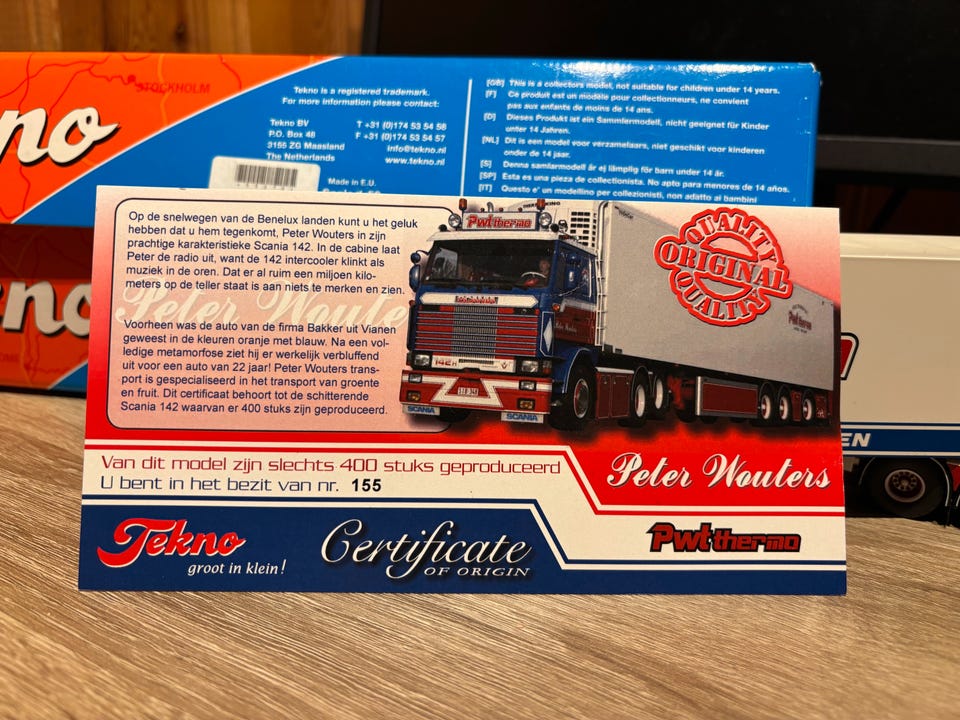 STOCKHOLM
no
Tekno is a registered trademark.
For more information please contact:
Tekno BV
P.O. Box 48
3155 ZG Maasland
The Netherlands
T +31 (0)174 53 54 58
F +31 (0)174 53 54 57
info@tekno.nl
www.tekno.nl
Made in E.U.
[GB] This is a collectors model, not suitable for children under 14 years.
[F] Ce produit est un modèle pour collectionneurs, ne convient
pas aux enfants de moins de 14 ans.
[D] Dieses Produkt ist ein Sammlermodell, nicht geeignet für Kinder
unter 14 Jahren.
[NL] Dit is een model voor verzamelaars, niet geschikt voor kinderen
onder de 14 jaar.
[S] Denna samlarmodell är ej lämplig för barn under 14 år.
[SP] Esta es una pieza de collectionista. No apto para menores de 14 años.
[IT] Questo e' un modellino per collezionisti, non adatto ai bambini
no
Op de snelwegen van de Benelux landen kunt u het geluk
hebben dat u hem tegenkomt, Peter Wouters in zijn
prachtige karakteristieke Scania 142. In de cabine laat
Peter de radio uit, want de 142 intercooler klinkt als
muziek in de oren. Dat er al ruim een miljoen kilo-
meters op de teller staat is aan niets te merken en zien.
Peter Woute
Voorheen was de auto van de firma Bakker uit Vianen
geweest in de kleuren oranje met blauw. Na een vol-
ledige metamorfose ziet hij er werkelijk verbluffend
uit voor een auto van 22 jaar! Peter Wouters trans-
port is gespecialiseerd in het transport van groente
en fruit. Dit certificaat behoort tot de schitterende
Scania 142 waarvan er 400 stuks zijn geproduceerd.
Pwt thermo
142H
SCANIA
SCANIA
QUALITY
ORIGINAL
QUALITY
Pwt thermo
EN
Van dit model zijn slechts 400 stuks geproduceerd
U bent in het bezit van nr. 155
Peter Wouters
Tekno
groot in klein!
Certificate
OF ORIGIN
Pwt thermo